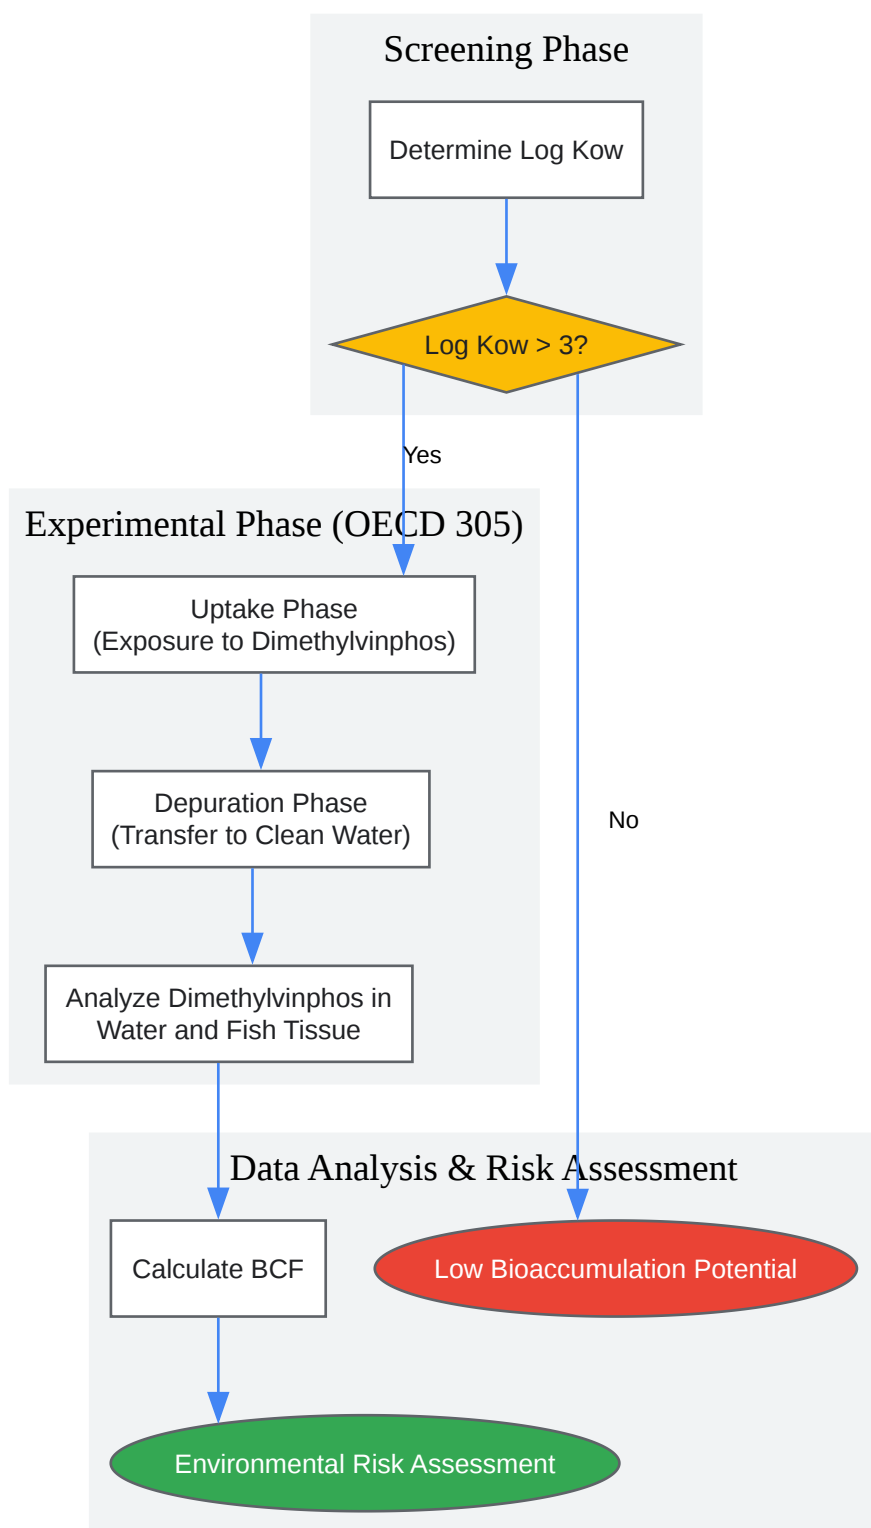 Screening Phase
Determine Log Kow
Log Kow > 3?
Yes
Experimental Phase (OECD 305)
Uptake Phase
(Exposure to Dimethylvinphos)
Depuration Phase
(Transfer to Clean Water)
No
Analyze Dimethylvinphos in
Water and Fish Tissue
Data Analysis & Risk Assessment
Calculate BCF
Low Bioaccumulation Potential
Environmental Risk Assessment